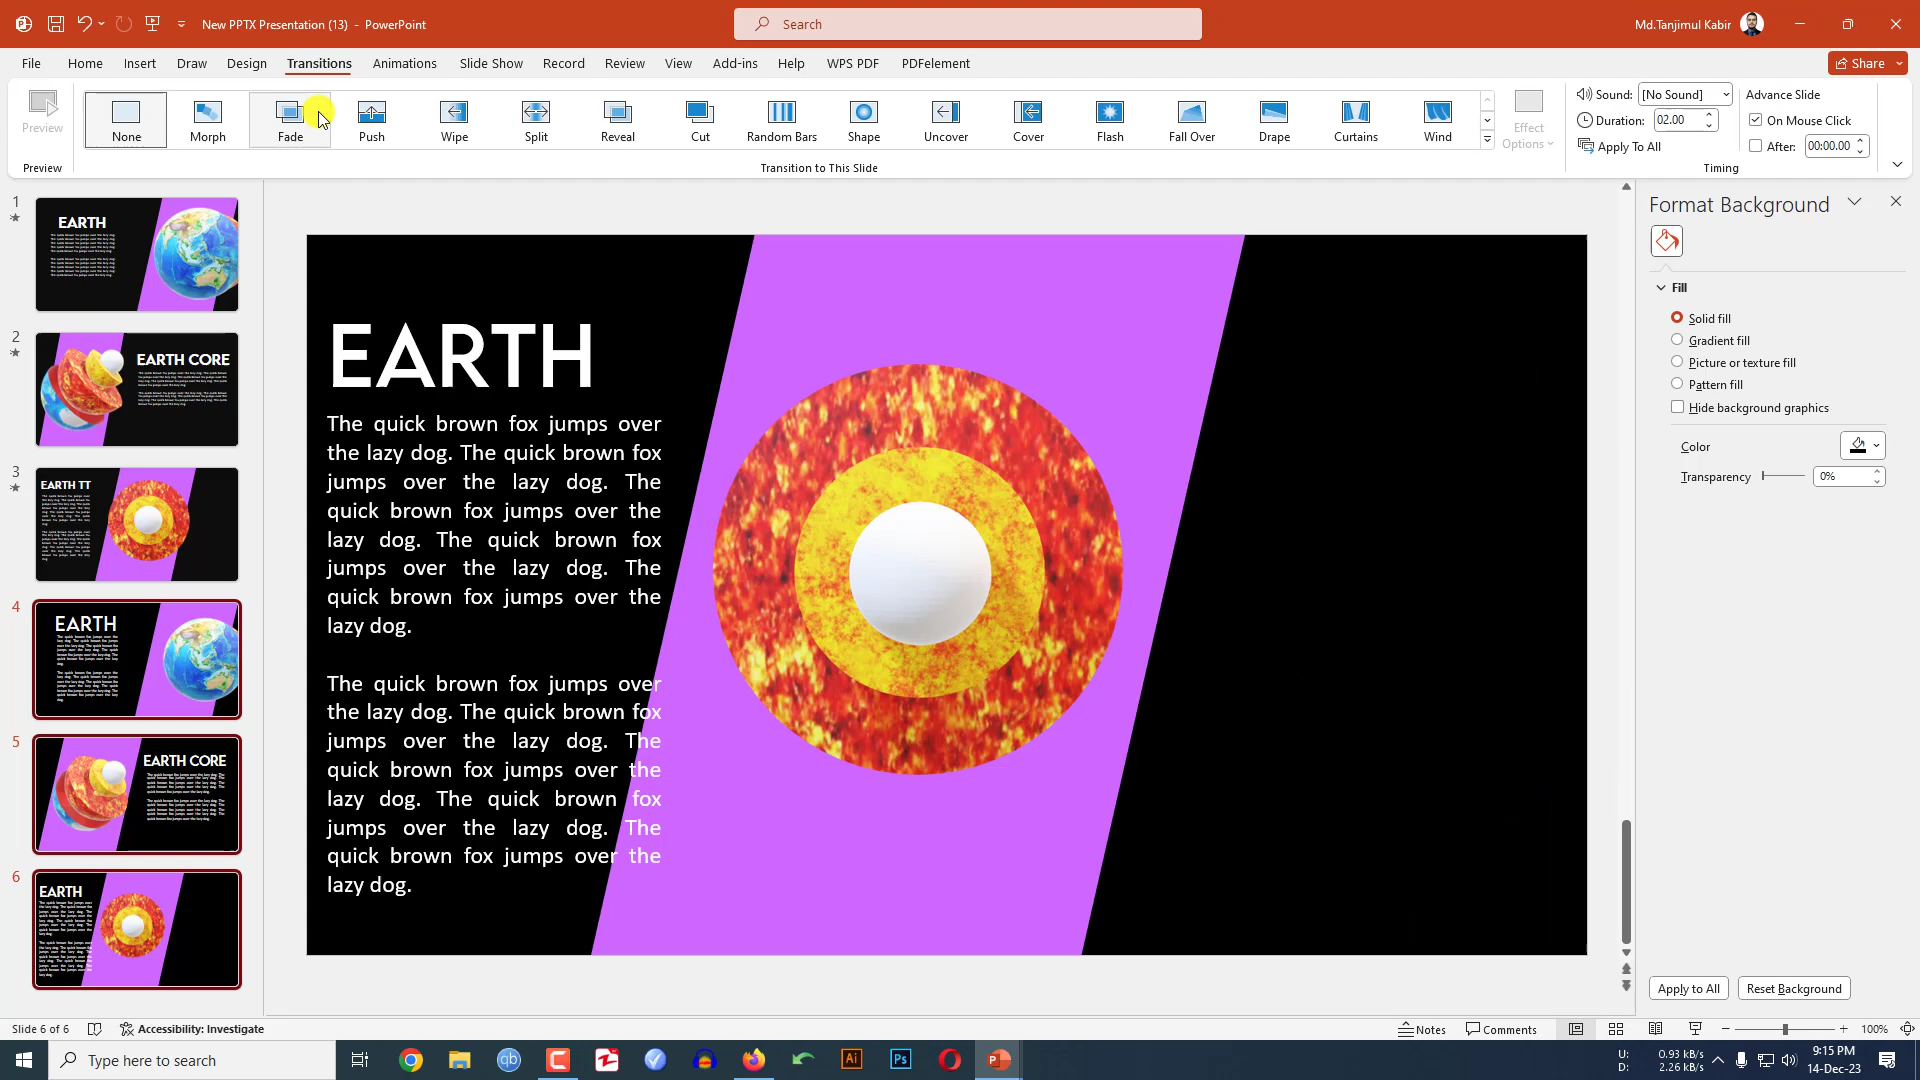 New PPTX Presentation (13) - PowerPoint
Search
Md.Tanjimul Kabir
File
Home
Insert
Draw
Design
Transitions
Animations
Slide Show
Record
Review
View
Add-ins
Help
WPS PDF
PDFelement
Share
Preview
None
Morph
Fade
Push
Wipe
Split
Reveal
Cut
Random Bars
Shape
Uncover
Cover
Flash
Fall Over
Drape
Curtains
Wind
Effect
Options
Sound: [No Sound]
Duration: 02.00
Apply To All
Advance Slide
On Mouse Click
After: 00:00.00
Preview
Transition to This Slide
Timing
1
EARTH
2
EARTH CORE
3
EARTH TT
4
EARTH
5
EARTH CORE
6
EARTH
EARTH
The quick brown fox jumps over
the lazy dog. The quick brown fox
jumps over the lazy dog. The
quick brown fox jumps over the
lazy dog. The quick brown fox
jumps over the lazy dog. The
quick brown fox jumps over the
lazy dog.
The quick brown fox jumps over
the lazy dog. The quick brown fox
jumps over the lazy dog. The
quick brown fox jumps over the
lazy dog. The quick brown fox
jumps over the lazy dog. The
quick brown fox jumps over the
lazy dog.
Format Background
Fill
Solid fill
Gradient fill
Picture or texture fill
Pattern fill
Hide background graphics
Color
Transparency
0%
Apply to All
Reset Background
Slide 6 of 6
Accessibility: Investigate
Notes
Comments
100%
Type here to search
qb
Ai
Ps
U: 0.93 kB/s
D: 2.26 kB/s
9:15 PM
14-Dec-23